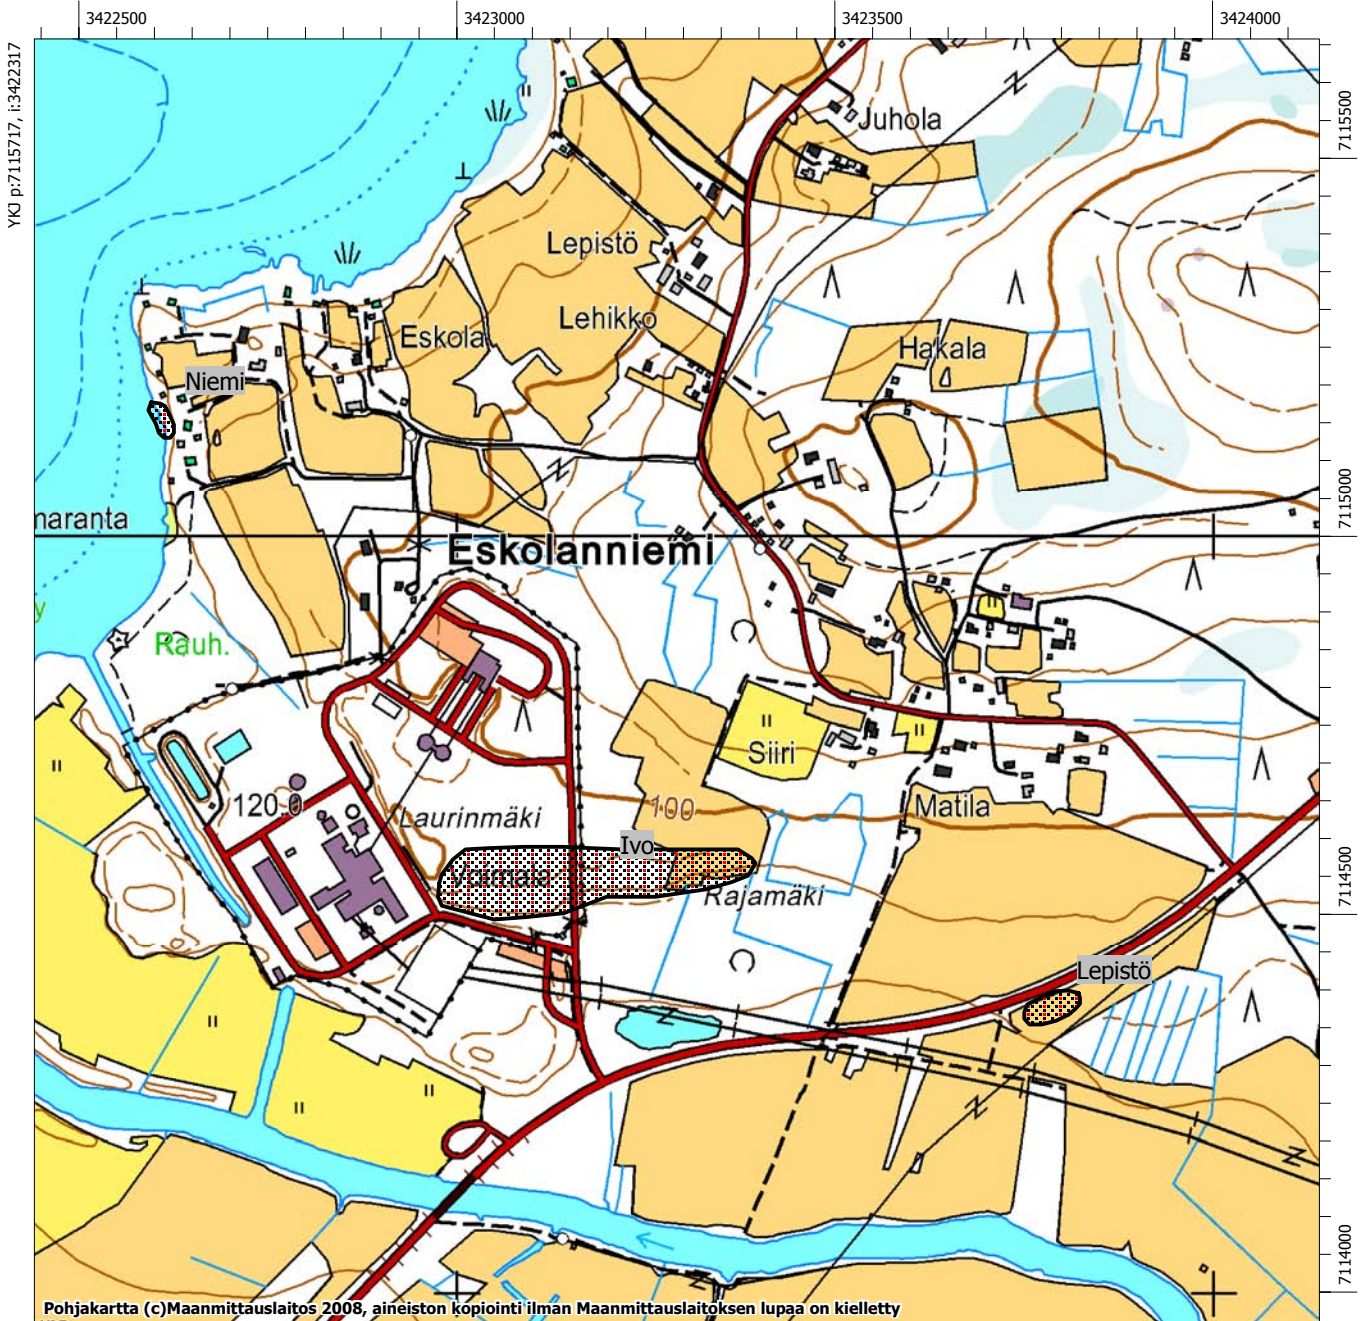 3422500
3423000
3423500
3424000
YKJ p:7115717, i:3422317
7115500
Juhola
Lepistö
Lehikko
Eskola
Hakala
Niemi
7115000
maranta
Eskolanniemi
y
Rauh.
Siiri
120.0
Laurinmäki
100
Matila
Ivo
Voimala
Rajamäki
7114500
Lepistö
7114000
Pohjakartta (c)Maanmittauslaitos 2008, aineiston kopiointi ilman Maanmittauslaitoksen lupaa on kielletty